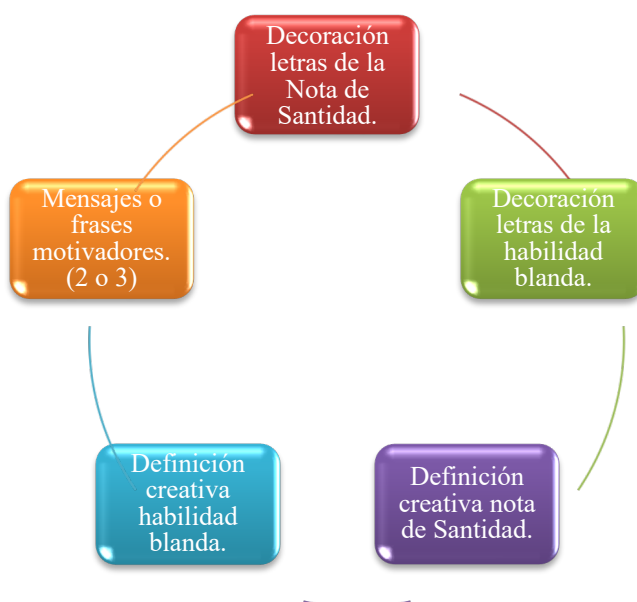 Decoración
letras de la
Nota de
Santidad.
Decoración
letras de la
habilidad
blanda.
Definición
creativa nota
de Santidad.
Definición
creativa
habilidad
blanda.
Mensajes o
frases
motivadores.
(2 o 3)